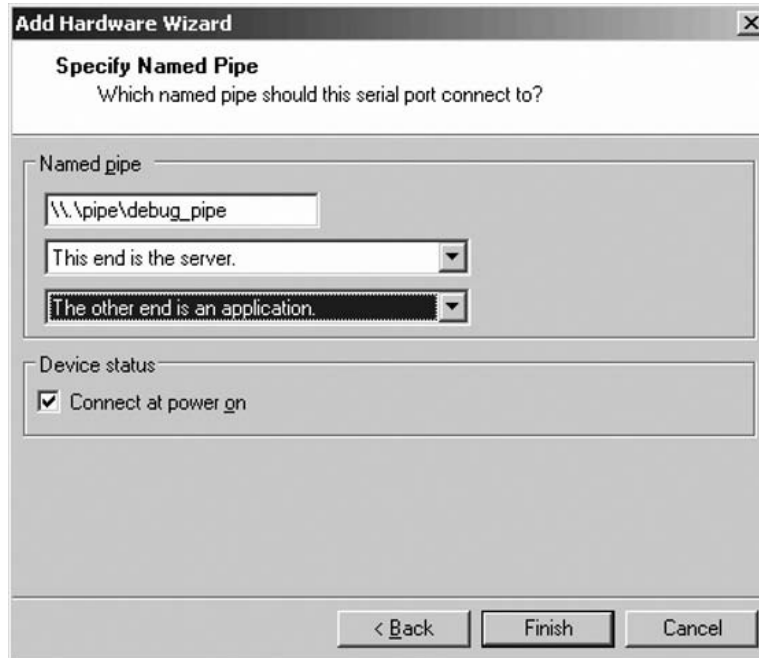 Add Hardware Wizard
Specify Named Pipe
Which named pipe should this serial port connect to?
Named pipe
\\.\pipe\debug_pipe
This end is the server.
The other end is an application.
Device status
Connect at power on
< Back Finish Cancel